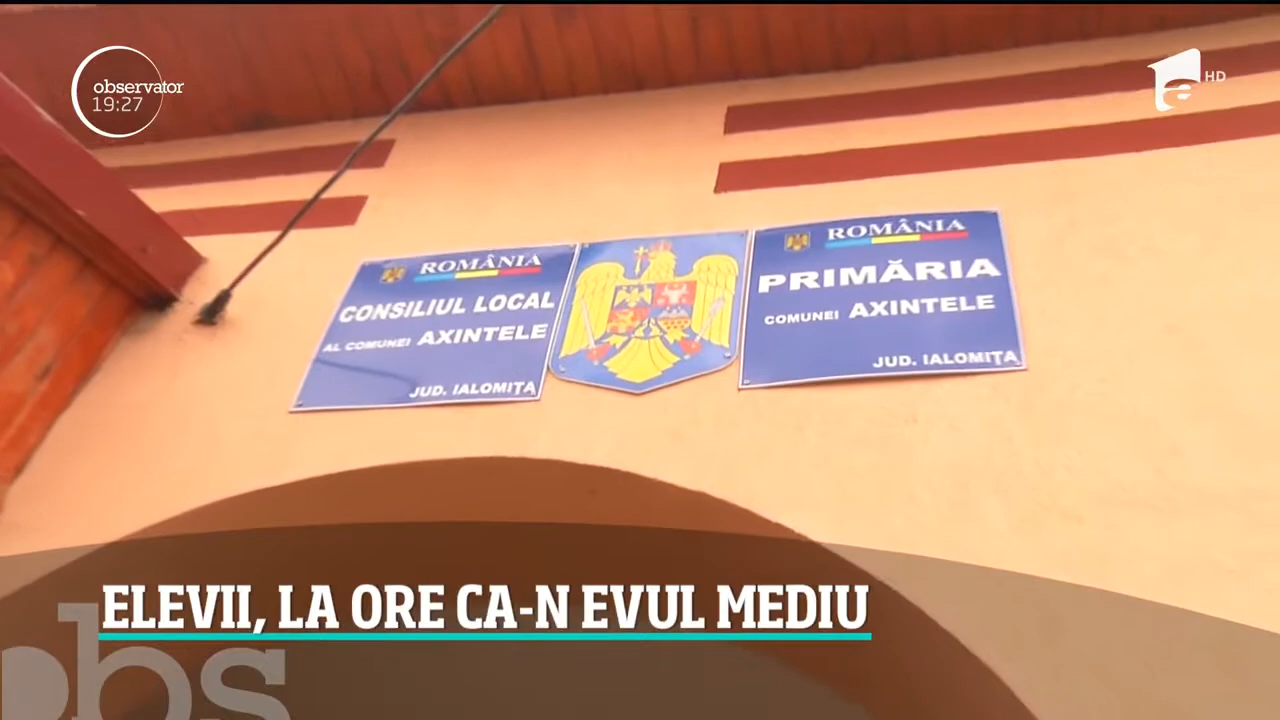 observator
19:27
HD
ROMÂNIA
CONSILIUL LOCAL
AL COMUNEI AXINTELE
JUD. IALOMIȚA
ROMÂNIA
PRIMĂRIA
COMUNEI AXINTELE
JUD. IALOMIȚA
ELEVII, LA ORE CA-N EVUL MEDIU
obs